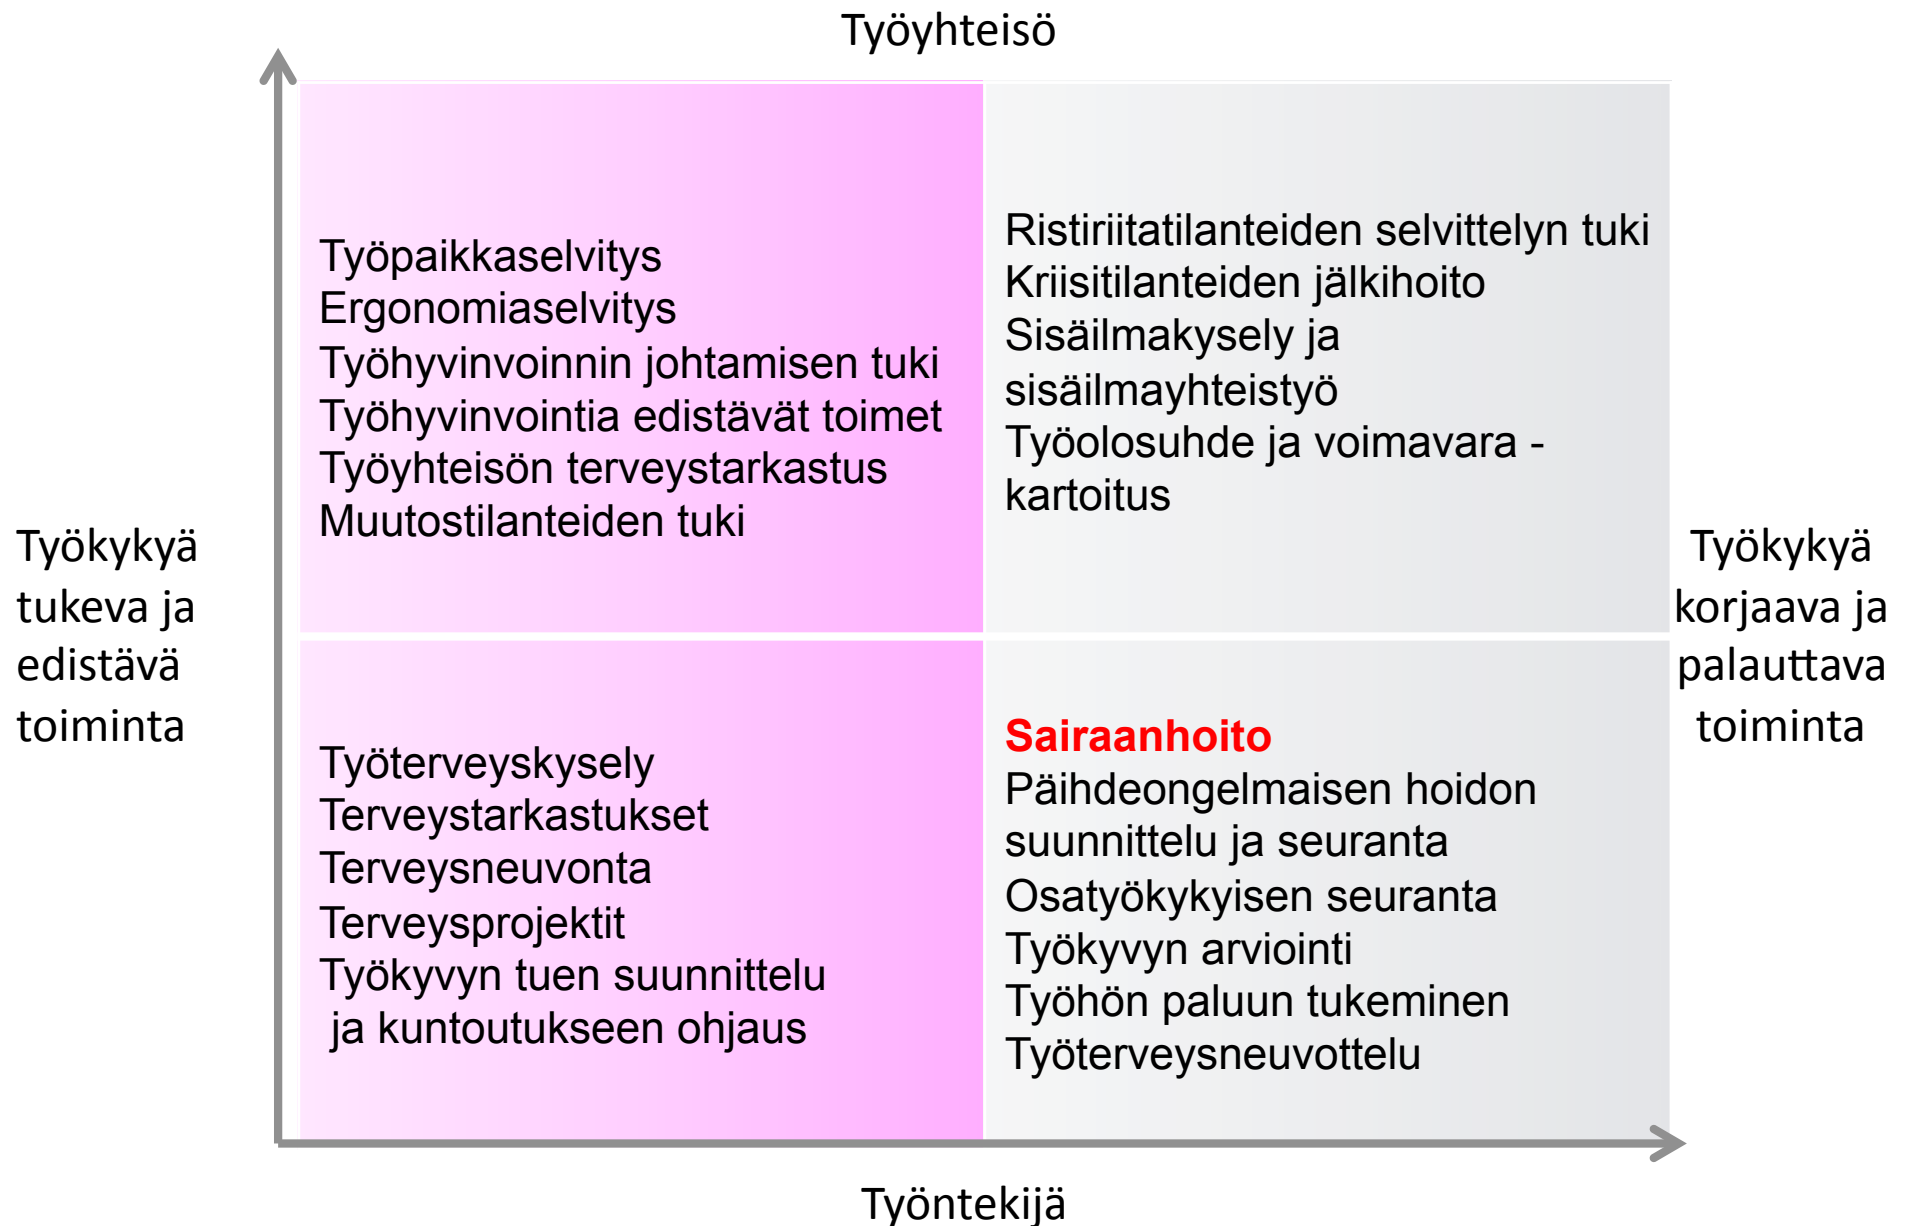 Työyhteisö
Työpaikkaselvitys
Ergonomiaselvitys
Työhyvinvoinnin johtamisen tuki
Työhyvinvointia edistävät toimet
Työyhteisön terveystarkastus
Muutostilanteiden tuki
Ristiriitatilanteiden selvittelyn tuki
Kriisitilanteiden jälkihoito
Sisäilmakysely ja
sisäilmayhteistyö
Työolosuhde ja voimavara -
kartoitus
Työkykyä
tukeva ja
edistävä
toiminta
Työkykyä
korjaava ja
palauttava
toiminta
Työterveyskysely
Terveystarkastukset
Terveysneuvonta
Terveysprojektit
Työkyvyn tuen suunnittelu
ja kuntoutukseen ohjaus
Sairaanhoito
Päihdeongelmaisen hoidon
suunnittelu ja seuranta
Osatyökykyisen seuranta
Työkyvyn arviointi
Työhön paluun tukeminen
Työterveysneuvottelu
Työntekijä